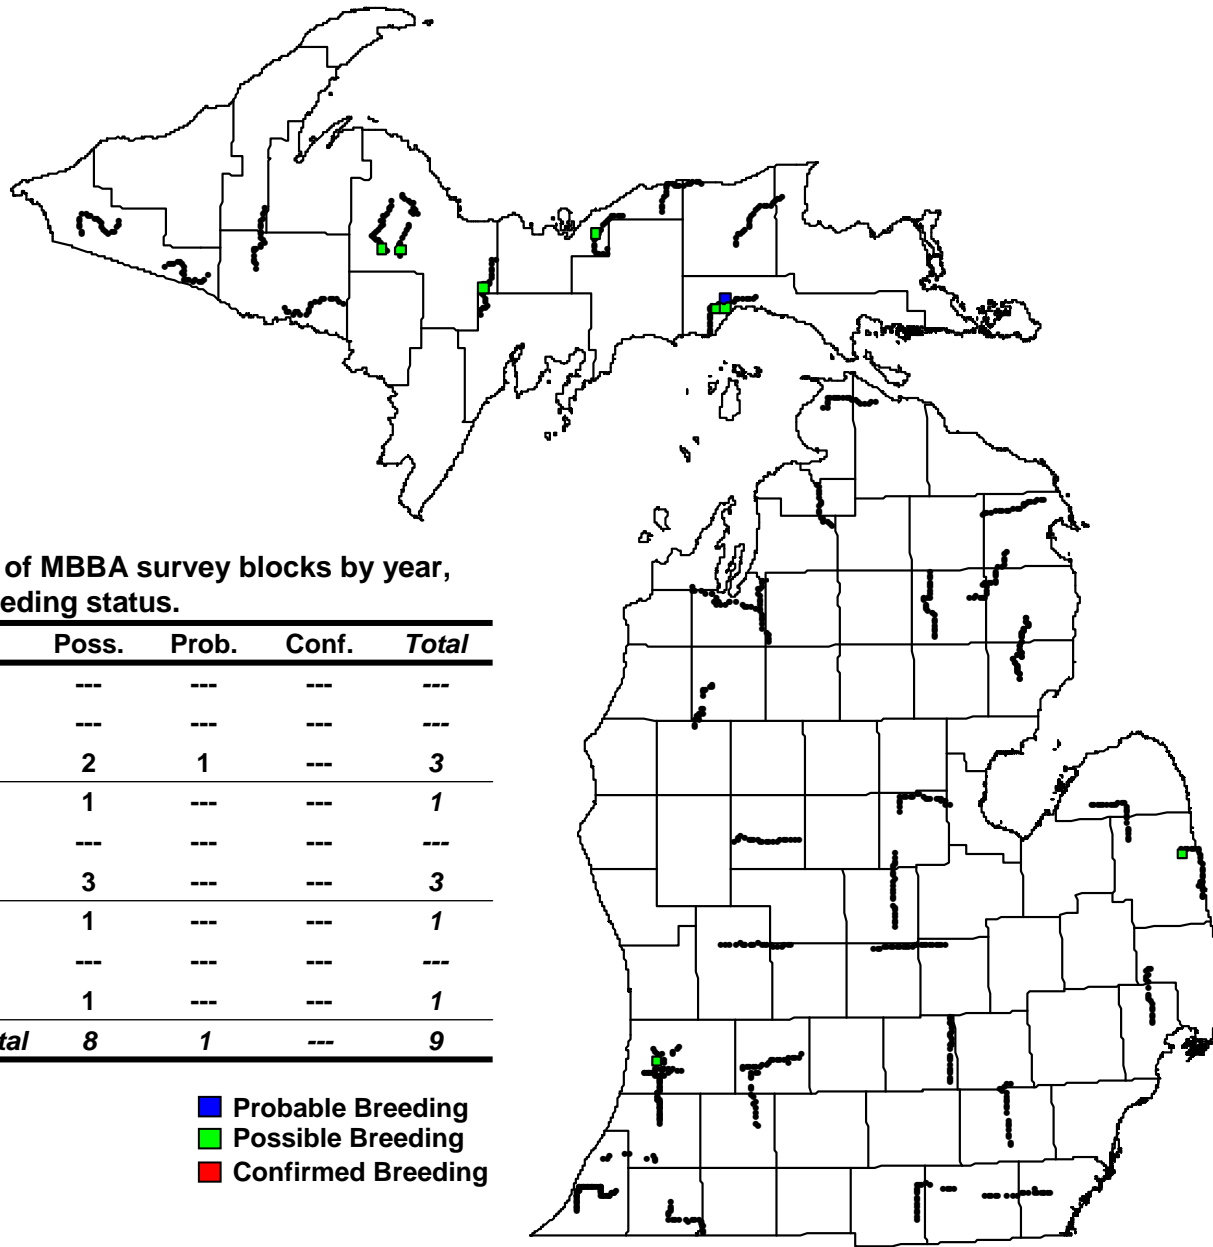 of MBBA survey blocks by year,
eeding status.
Poss. Prob. Conf. Total
--- --- --- ---
--- --- --- ---
2 1 --- 3
1 --- --- 1
--- --- --- ---
3 --- --- 3
1 --- --- 1
--- --- --- ---
1 --- --- 1
tal 8 1 --- 9
Probable Breeding
Possible Breeding
Confirmed Breeding